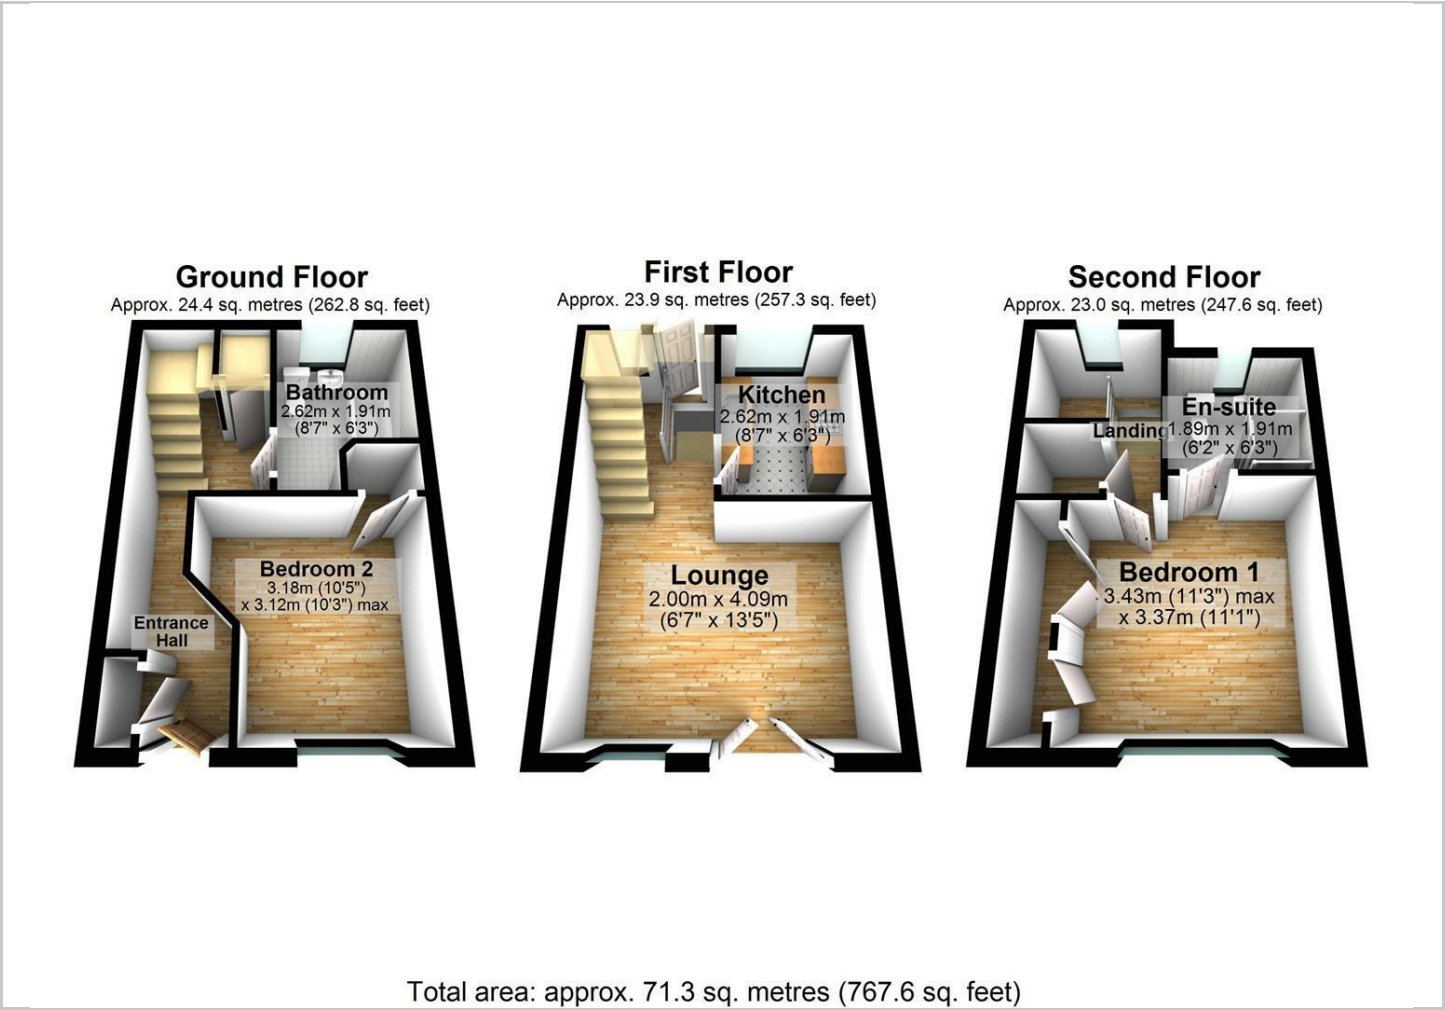 Ground Floor
Approx. 24.4 sq. metres (262.8 sq. feet)
Bathroom
2.62m x 1.91m
(8'7" x 6'3")
Bedroom 2
3.18m (10'5")
x 3.12m (10'3") max
Entrance
Hall
First Floor
Approx. 23.9 sq. metres (257.3 sq. feet)
Kitchen
2.62m x 1.91m
(8'7" x 6'3")
Lounge
2.00m x 4.09m
(6'7" x 13'5")
Second Floor
Approx. 23.0 sq. metres (247.6 sq. feet)
En-suite
1.89m x 1.91m
(6'2" x 6'3")
Landing
Bedroom 1
3.43m (11'3") max
x 3.37m (11'1")
Total area: approx. 71.3 sq. metres (767.6 sq. feet)